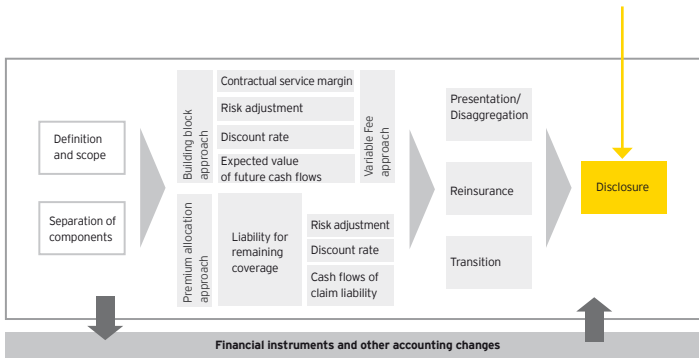 Definition
and scope
Separation of
components
Building block
approach
Contractual service margin
Risk adjustment
Discount rate
Expected value
of future cash flows
Variable Fee
approach
Premium allocation
approach
Liability for
remaining
coverage
Risk adjustment
Discount rate
Cash flows of
claim liability
Presentation/
Disaggregation
Reinsurance
Transition
Disclosure
Financial instruments and other accounting changes